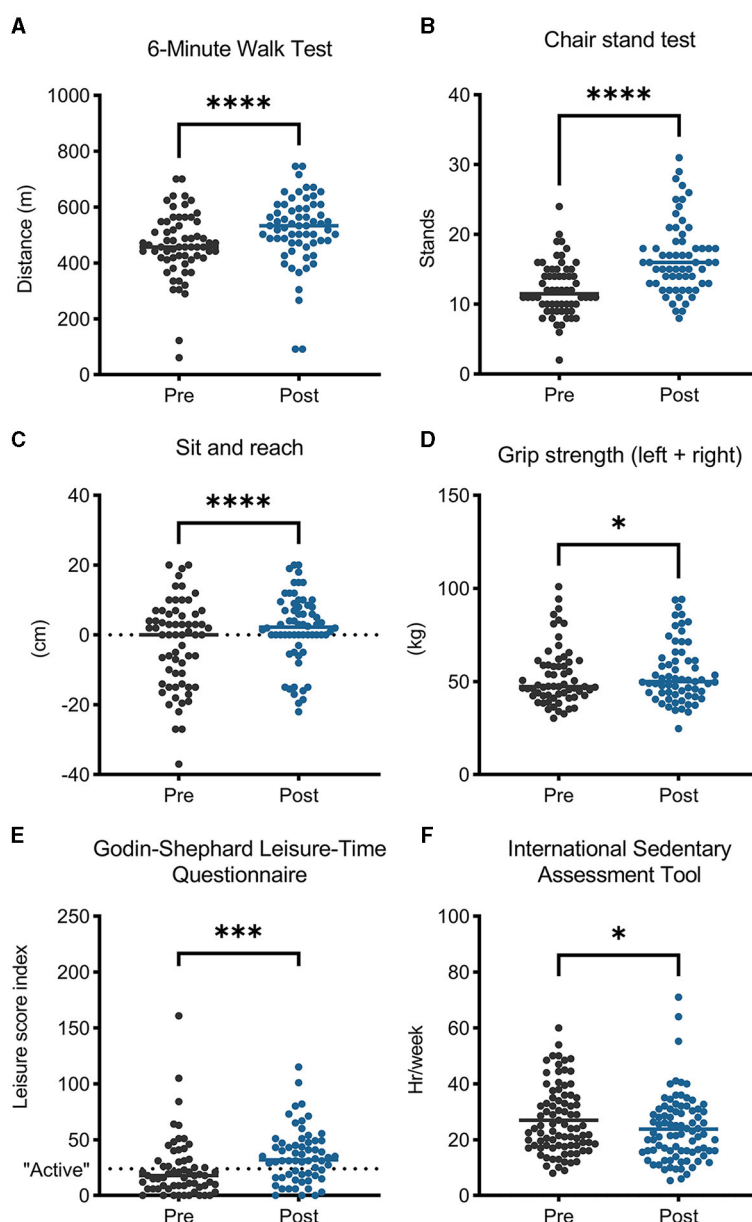 A
6-Minute Walk Test
****
Distance (m)
1000
800
600
400
200
0
Pre
Post
B
Chair stand test
****
Stands
40
30
20
10
0
Pre
Post
C
Sit and reach
****
(cm)
40
20
0
-20
-40
Pre
Post
D
Grip strength (left + right)
*
(kg)
150
100
50
0
Pre
Post
E
Godin-Shephard Leisure-Time
Questionnaire
***
Leisure score index
250
200
150
100
50
"Active"
0
Pre
Post
F
International Sedentary
Assessment Tool
*
Hr/week
100
80
60
40
20
0
Pre
Post